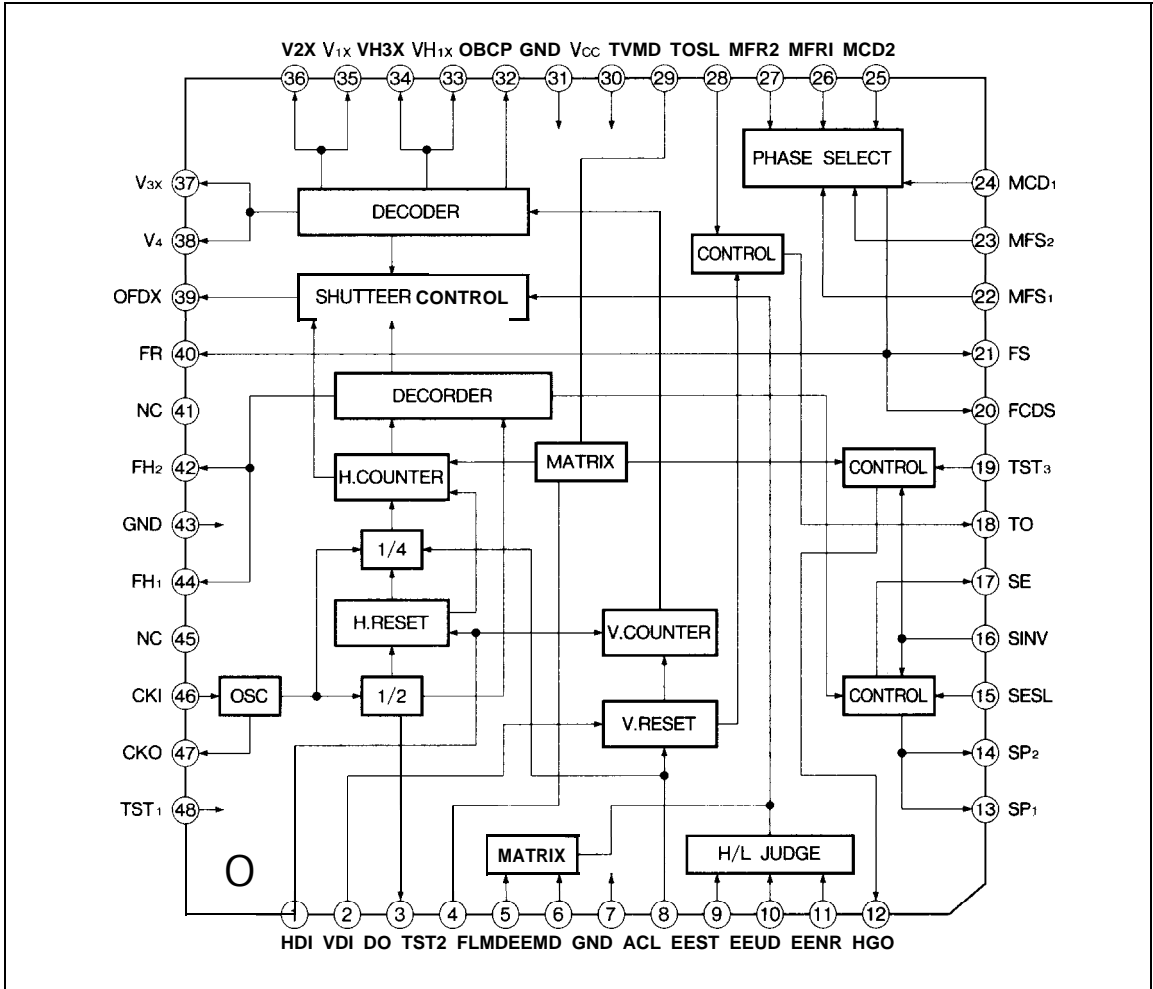 V2X V1X VH3X VH1X OBCP GND VCC TVMD TOSL MFR2 MFRI MCD2
36 35 34 33 32 31 30 29 28 27 26 25
PHASE SELECT
V3X 37
24 MCD1
DECODER
V4 38
23 MFS2
CONTROL
OFDX 39
SHUTTEER CONTROL
22 MFS1
FR 40
21 FS
DECORDER
NC 41
20 FCDS
FH2 42
H.COUNTER
MATRIX
CONTROL
19 TST3
GND 43
18 TO
1/4
FH1 44
17 SE
H.RESET
V.COUNTER
NC 45
16 SINV
CKI 46
OSC
1/2
CONTROL
15 SESL
V.RESET
CKO 47
14 SP2
TST1 48
13 SP1
MATRIX
H/L JUDGE
O
1 2 3 4 5 6 7 8 9 10 11 12
HDI VDI DO TST2 FLMDEEMD GND ACL EEST EEUD EENR HGO